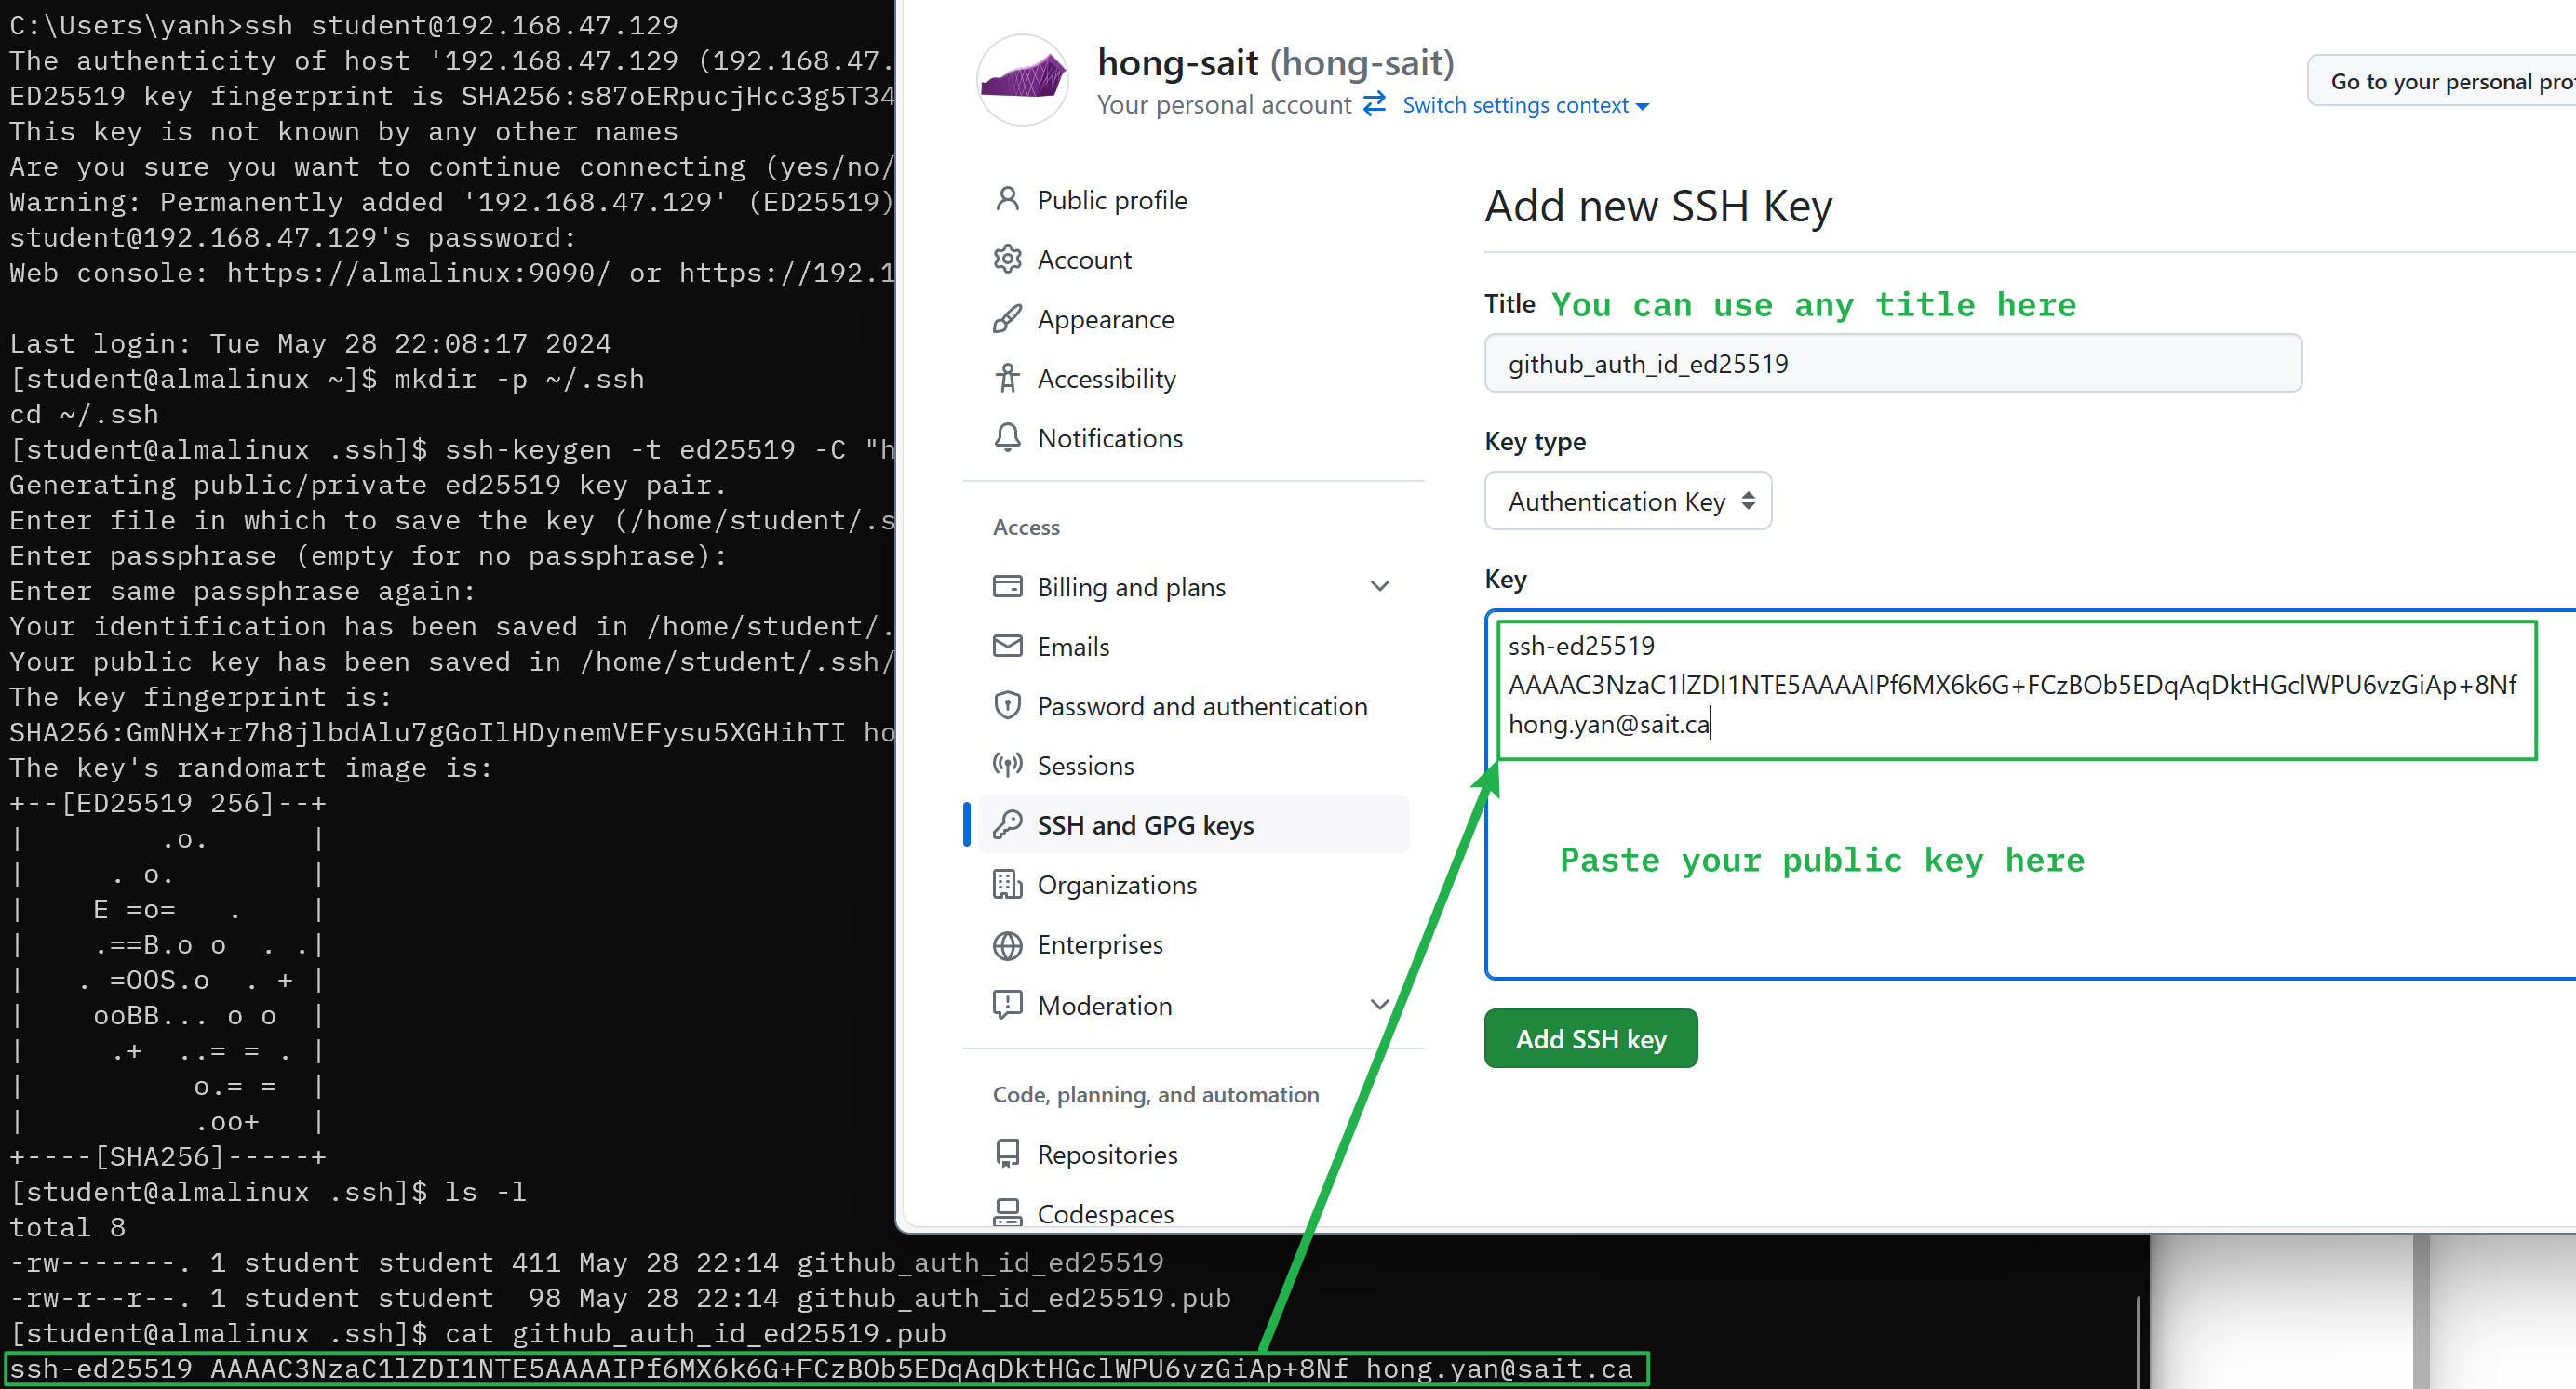 C:\Users\yanh>ssh student@192.168.47.129
The authenticity of host '192.168.47.129 (192.168.47.
ED25519 key fingerprint is SHA256:s87oERpucjHcc3g5T34
This key is not known by any other names
Are you sure you want to continue connecting (yes/no/
Warning: Permanently added '192.168.47.129' (ED25519)
student@192.168.47.129's password:
Web console: https://almalinux:9090/ or https://192.1
Last login: Tue May 28 22:08:17 2024
[student@almalinux ~]$ mkdir -p ~/.ssh
cd ~/.ssh
[student@almalinux .ssh]$ ssh-keygen -t ed25519 -C "h
Generating public/private ed25519 key pair.
Enter file in which to save the key (/home/student/.s
Enter passphrase (empty for no passphrase):
Enter same passphrase again:
Your identification has been saved in /home/student/.
Your public key has been saved in /home/student/.ssh/
The key fingerprint is:
SHA256:GmNHX+r7h8jlbdAlu7gGoIlHDynemVEFysu5XGHihTI ho
The key's randomart image is:
+--[ED25519 256]--+
|        .o.      |
|     . o.        |
|    E =o=   .    |
|    .==B.o o  . .|
|   . =OOS.o  . + |
|    ooBB... o o  |
|     .+  ..= = . |
|          o.= =  |
|          .oo+   |
+----[SHA256]-----+
[student@almalinux .ssh]$ ls -l
total 8
-rw-------. 1 student student 411 May 28 22:14 github_auth_id_ed25519
-rw-r--r--. 1 student student  98 May 28 22:14 github_auth_id_ed25519.pub
[student@almalinux .ssh]$ cat github_auth_id_ed25519.pub
ssh-ed25519 AAAAC3NzaC1lZDI1NTE5AAAAIPf6MX6k6G+FCzBOb5EDqAqDktHGclWPU6vzGiAp+8Nf hong.yan@sait.ca
hong-sait (hong-sait)
Your personal account Switch settings context
Go to your personal pro
Public profile
Account
Appearance
Accessibility
Notifications
Access
Billing and plans
Emails
Password and authentication
Sessions
SSH and GPG keys
Organizations
Enterprises
Moderation
Code, planning, and automation
Repositories
Codespaces
Add new SSH Key
Title You can use any title here
github_auth_id_ed25519
Key type
Authentication Key
Key
ssh-ed25519
AAAAC3NzaC1lZDI1NTE5AAAAIPf6MX6k6G+FCzBOb5EDqAqDktHGclWPU6vzGiAp+8Nf
hong.yan@sait.ca
Paste your public key here
Add SSH key